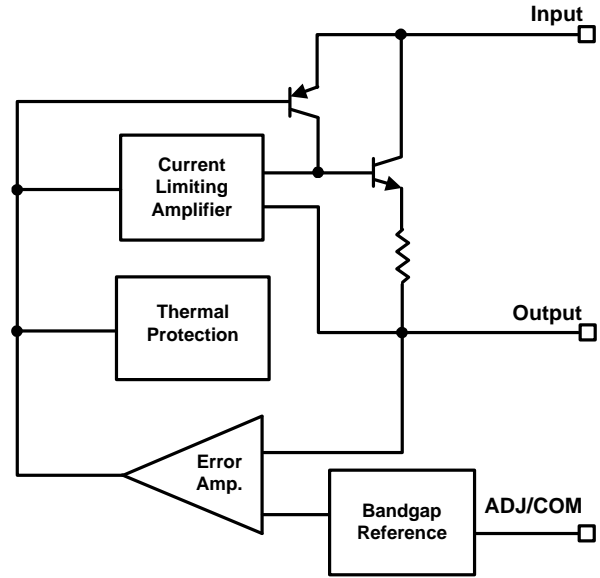 Input
Current
Limiting
Amplifier
Thermal
Protection
Output
Error
Amp.
Bandgap
Reference
ADJ/COM